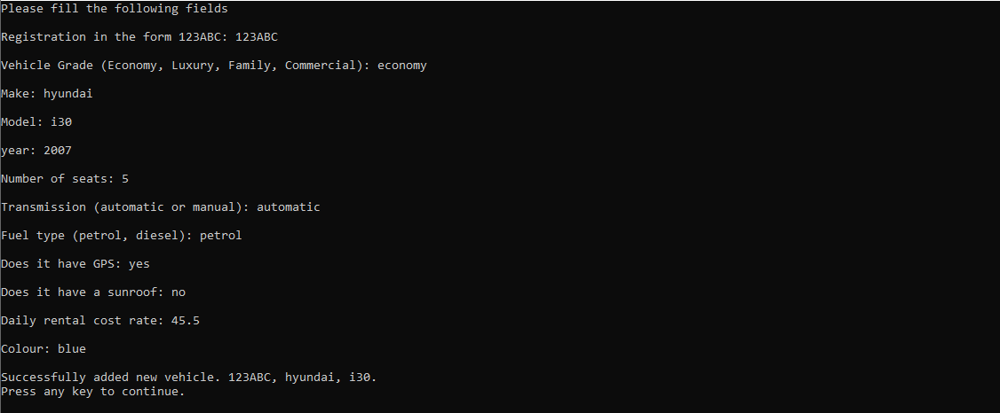 Please fill the following fields
Registration in the form 123ABC: 123ABC
Vehicle Grade (Economy, Luxury, Family, Commercial): economy
Make: hyundai
Model: i30
year: 2007
Number of seats: 5
Transmission (automatic or manual): automatic
Fuel type (petrol, diesel): petrol
Does it have GPS: yes
Does it have a sunroof: no
Daily rental cost rate: 45.5
Colour: blue
Successfully added new vehicle. 123ABC, hyundai, i30.
Press any key to continue.